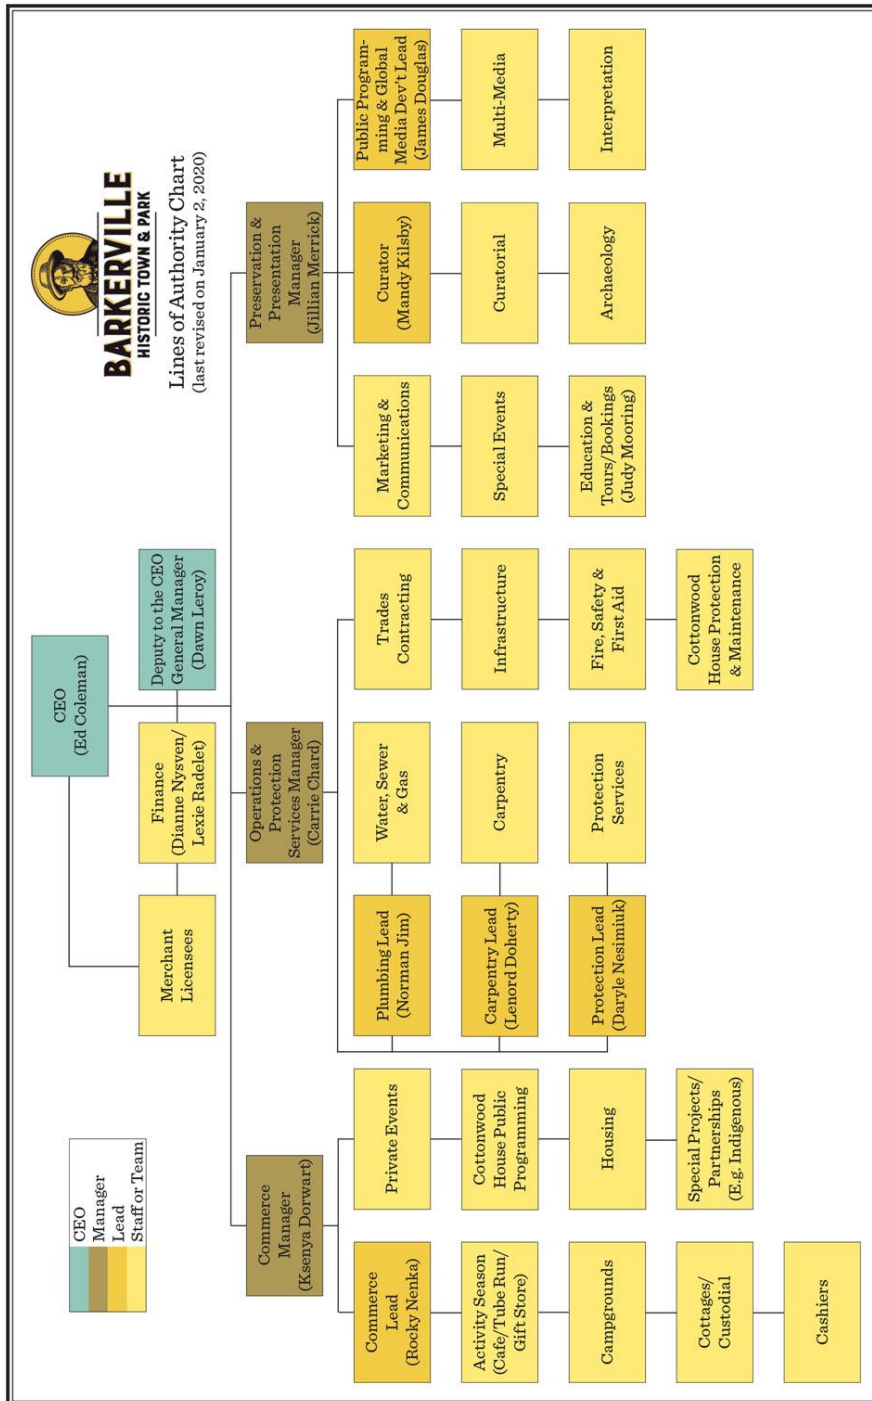 BARKERVILLE
HISTORIC TOWN & PARK
Lines of Authority Chart
(last revised on January 2, 2020)
CEO
Manager
Lead
Staff or Team
CEO
(Ed Coleman)
Merchant
Licensees
Finance
(Dianne Nysven/
Lexie Radelet)
Deputy to the CEO
General Manager
(Dawn Leroy)
Commerce
Manager
(Ksenya Dorwart)
Operations &
Protection
Services Manager
(Carrie Chard)
Preservation &
Presentation
Manager
(Jillian Merrick)
Commerce
Lead
(Rocky Nenka)
Activity Season
(Cafe/Tube Run/
Gift Store)
Campgrounds
Cottages/
Custodial
Cashiers
Private Events
Cottonwood
House Public
Programming
Housing
Special Projects/
Partnerships
(E.g. Indigenous)
Plumbing Lead
(Norman Jim)
Carpentry Lead
(Lenord Doherty)
Protection Lead
(Daryle Nesimiuk)
Water, Sewer
& Gas
Carpentry
Protection
Services
Trades
Contracting
Infrastructure
Fire, Safety &
First Aid
Cottonwood
House Protection
& Maintenance
Marketing &
Communications
Special Events
Education &
Tours/Bookings
(Judy Mooring)
Curator
(Mandy Kilsby)
Curatorial
Archaeology
Public Program-
ming & Global
Media Dev't Lead
(James Douglas)
Multi-Media
Interpretation